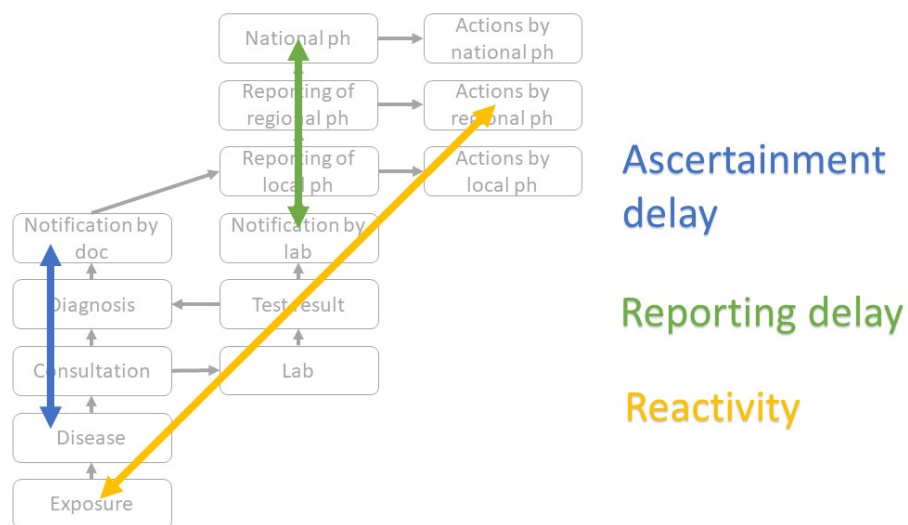 National ph
Actions by
national ph
Reporting of
regional ph
Actions by
regional ph
Reporting of
local ph
Actions by
local ph
Notification by
doc
Notification by
lab
Diagnosis
Test result
Consultation
Lab
Disease
Exposure
Ascertainment
delay
Reporting delay
Reactivity